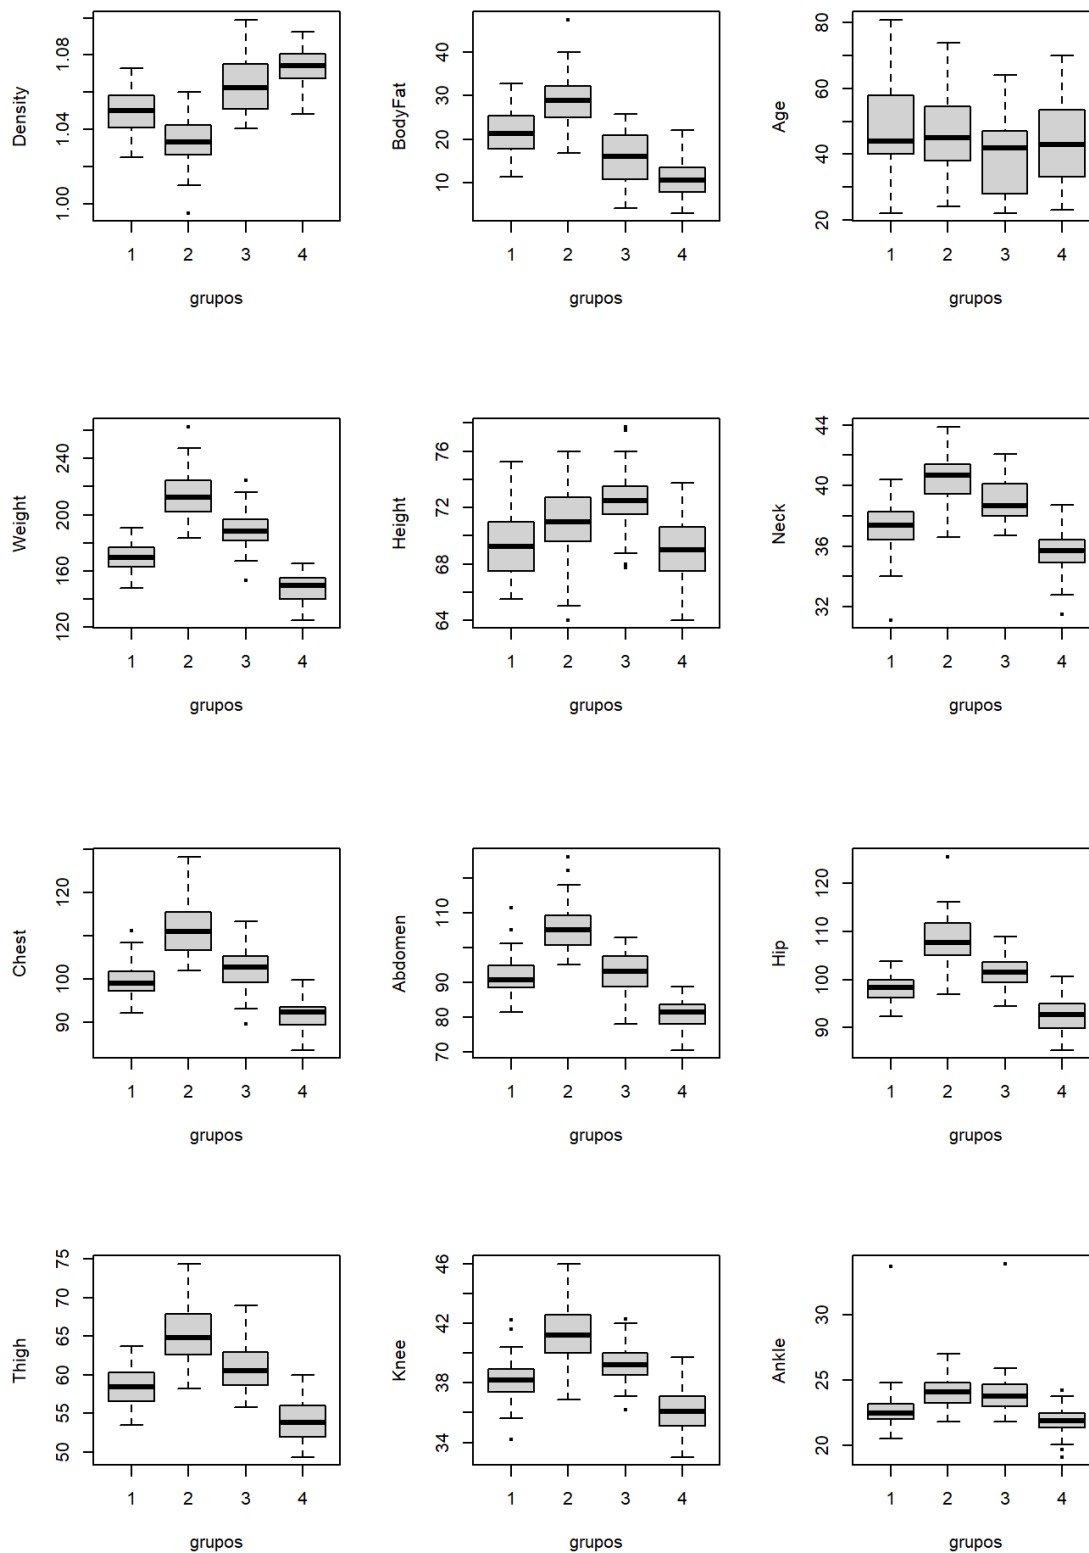 Density
1.00 1.04 1.08
1 2 3 4
grupos
BodyFat
10 20 30 40
1 2 3 4
grupos
Age
20 40 60 80
1 2 3 4
grupos
Weight
120 160 200 240
1 2 3 4
grupos
Height
64 68 72 76
1 2 3 4
grupos
Neck
32 36 40 44
1 2 3 4
grupos
Chest
90 100 120
1 2 3 4
grupos
Abdomen
70 80 90 110
1 2 3 4
grupos
Hip
90 100 110 120
1 2 3 4
grupos
Thigh
50 55 60 65 70 75
1 2 3 4
grupos
Knee
34 38 42 46
1 2 3 4
grupos
Ankle
20 25 30
1 2 3 4
grupos